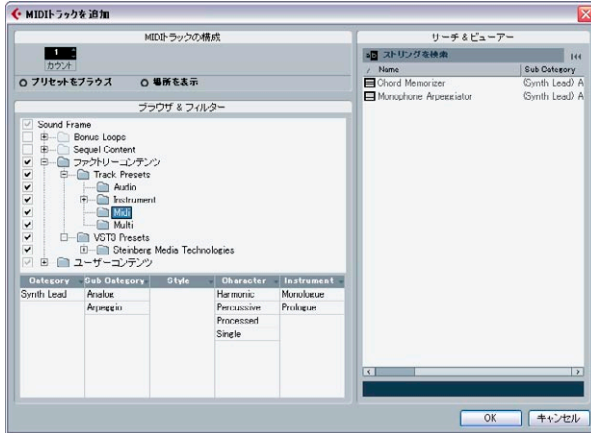 MIDIトラックを追加
MIDIトラックの構成
1
カウント
プリセットをブラウズ
場所を表示
ブラウザ & フィルター
Sound Frame
Bonus Loops
Sequel Content
ファクトリーコンテンツ
Track Presets
Audio
Instrument
Midi
Multi
VST3 Presets
Steinberg Media Technologies
ユーザーコンテンツ
Category Sub Category Style Character Instrument
Synth Lead Analog Harmonic Monologue
Arpeggio Percussive Prologue
Processed
Single
サーチ & ビューアー
ストリングを検索
Name Sub Category
Chord Memorizer (Synth Lead) A
Monophone Arpeggiator (Synth Lead) A
OK
キャンセル